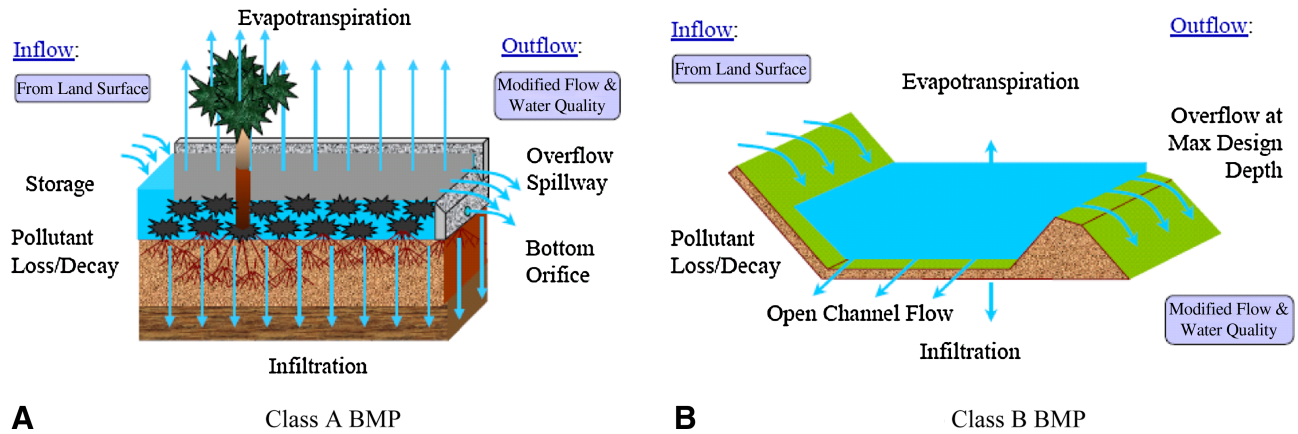 Evapotranspiration
Inflow:
From Land Surface
Outflow:
Modified Flow &
Water Quality
Storage
Overflow
Spillway
Pollutant
Loss/Decay
Bottom
Orifice
Infiltration
A
Class A BMP
Inflow:
From Land Surface
Outflow:
Evapotranspiration
Overflow at
Max Design
Depth
Pollutant
Loss/Decay
Open Channel Flow
Modified Flow &
Water Quality
Infiltration
B
Class B BMP